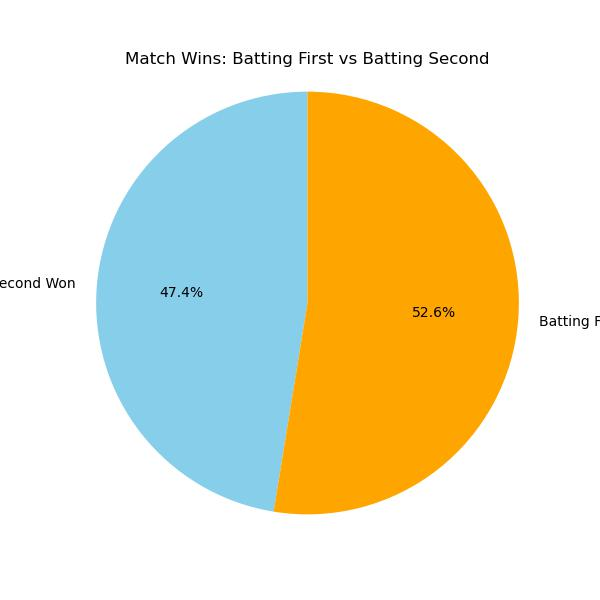 Match Wins: Batting First vs Batting Second
econd Won
47.4%
52.6%
Batting F